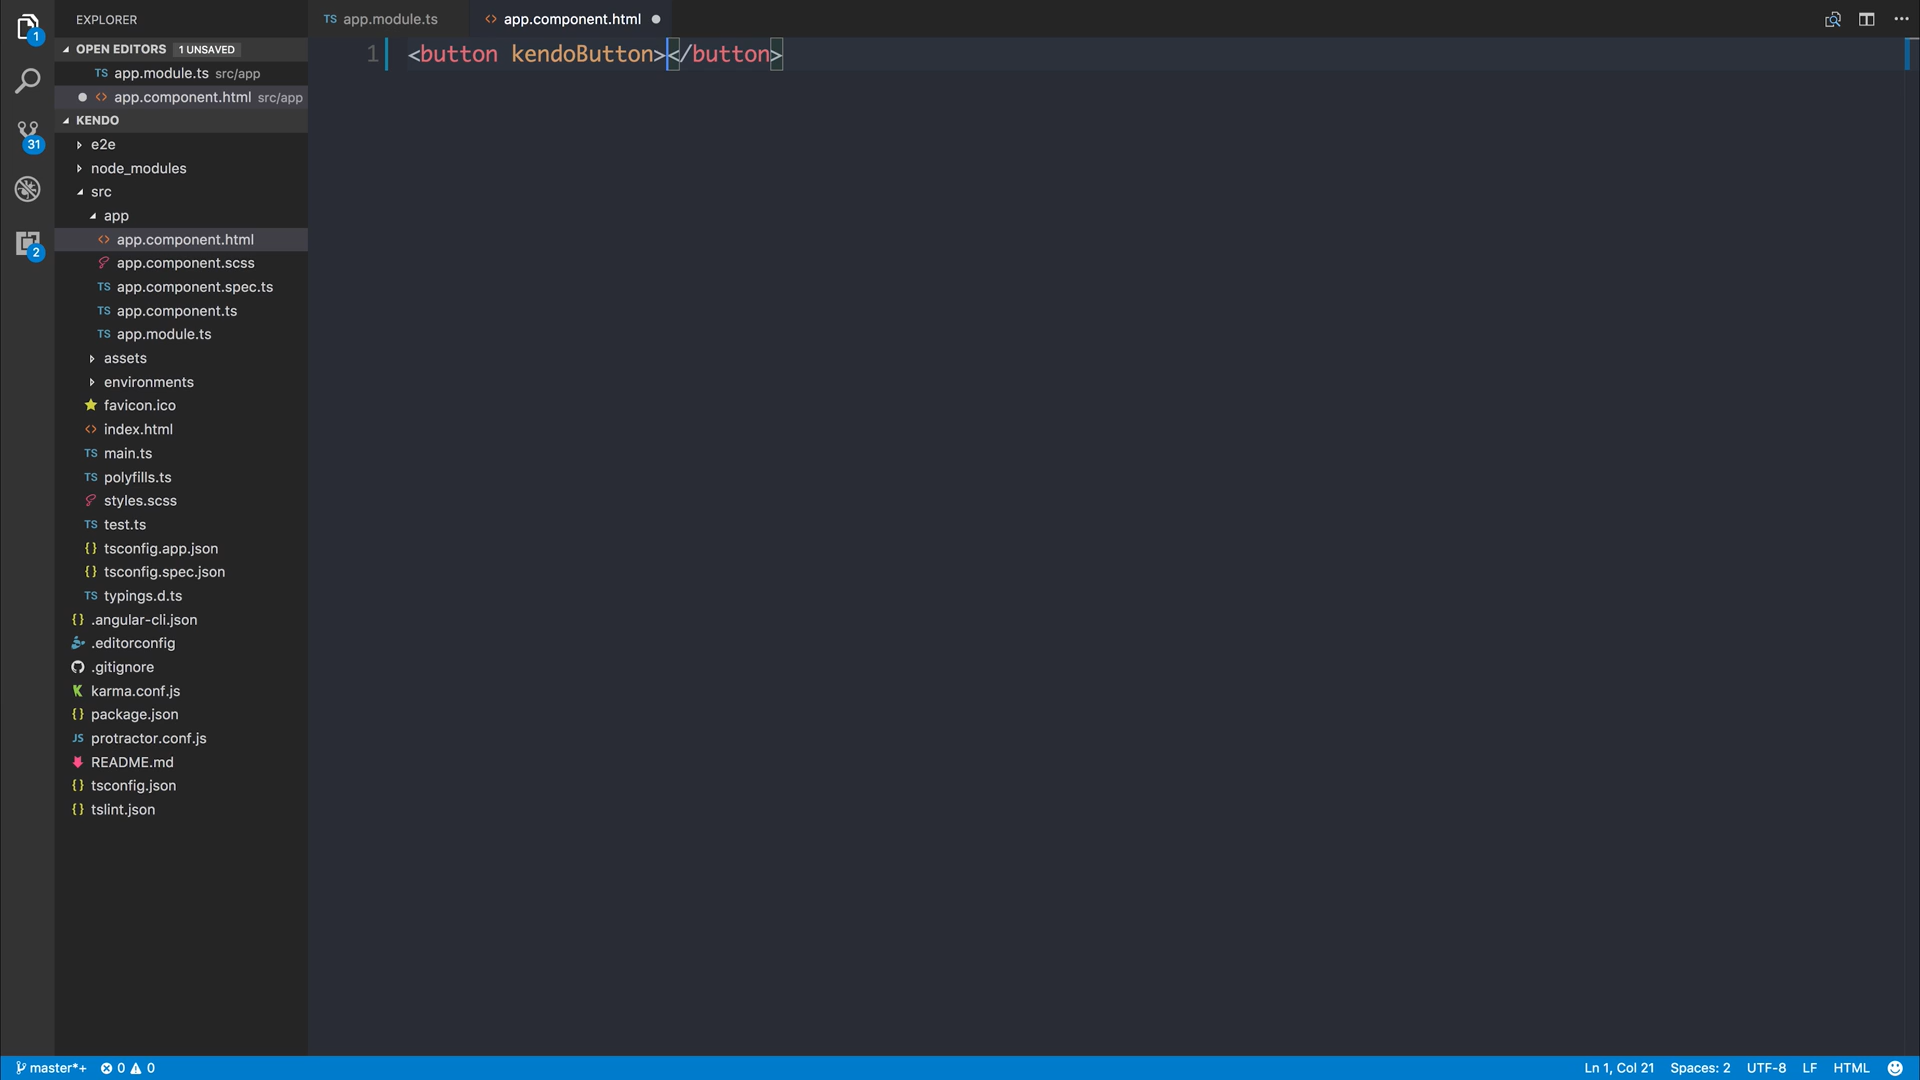 EXPLORER
TS app.module.ts
<> app.component.html
1
OPEN EDITORS 1 UNSAVED
TS app.module.ts src/app
<> app.component.html src/app
KENDO
e2e
node_modules
src
app
<> app.component.html
app.component.scss
TS app.component.spec.ts
TS app.component.ts
TS app.module.ts
assets
environments
favicon.ico
<> index.html
TS main.ts
TS polyfills.ts
styles.scss
TS test.ts
{} tsconfig.app.json
{} tsconfig.spec.json
TS typings.d.ts
{} .angular-cli.json
.editorconfig
.gitignore
karma.conf.js
{} package.json
JS protractor.conf.js
README.md
{} tsconfig.json
{} tslint.json
31
2
1 <button kendoButton></button>
master*+ 0 0
Ln 1, Col 21 Spaces: 2 UTF-8 LF HTML